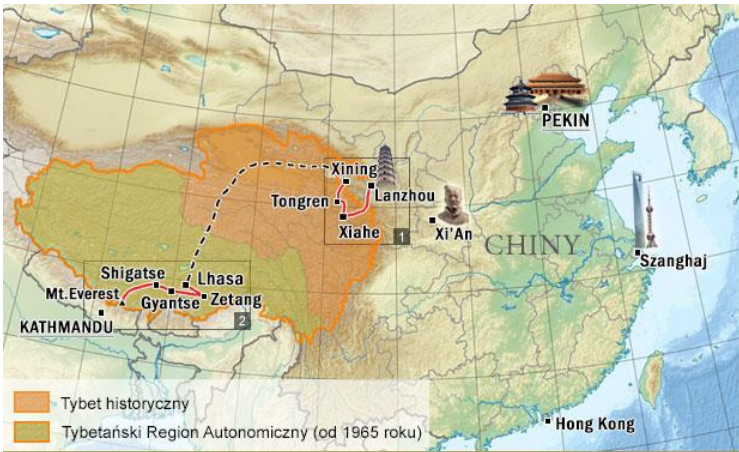 PEKIN
Xining
Lanzhou
Tongren
Xiahe
1
Xi'An
CHINY
Szanghaj
Shigatse
Lhasa
Mt.Everest
Gyantse
Zetang
KATHMANDU
2
Tybet historyczny
Tybetański Region Autonomiczny (od 1965 roku)
Hong Kong